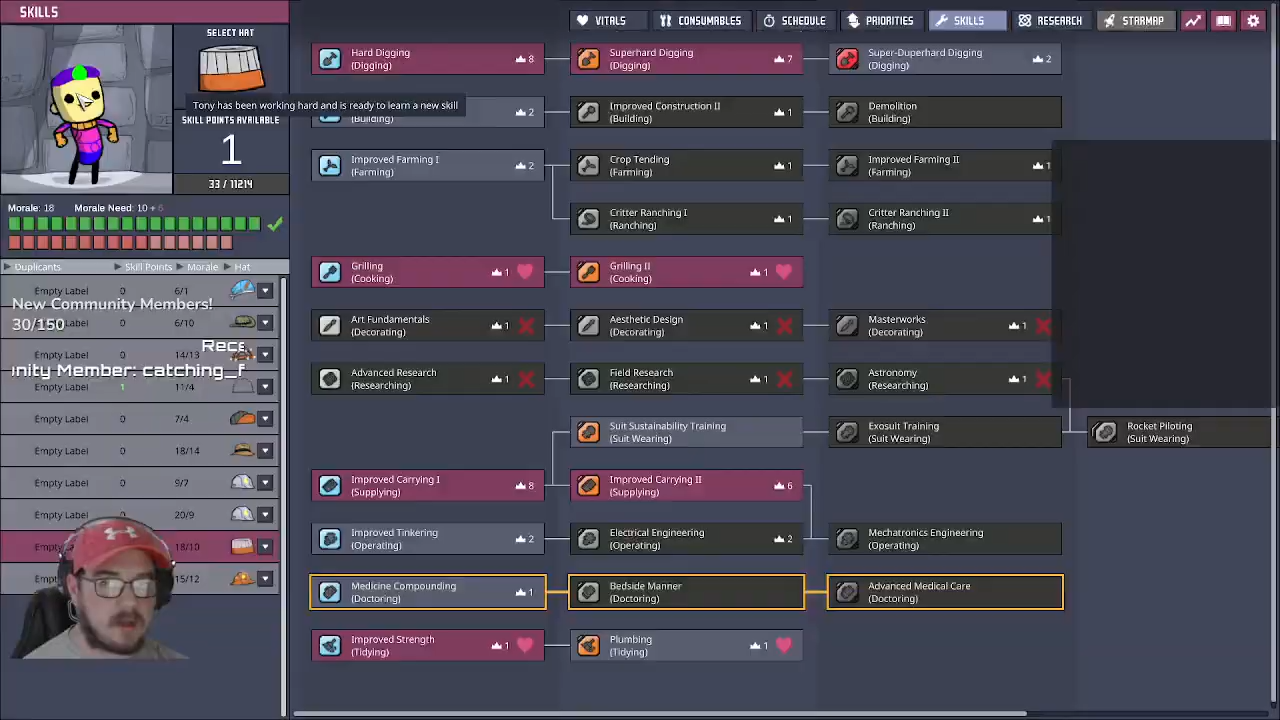 SKILLS
VITALS
CONSUMABLES
SCHEDULE
PRIORITIES
SKILLS
RESEARCH
STARMAP
SELECT HAT
Tony has been working hard and is ready to learn a new skill
SKILL POINTS AVAILABLE
1
33 / 11214
Morale: 18 Morale Need: 10 + 6
Duplicants Skill Points Morale Hat
Empty Label 0 6/1
New Community Members!
Empty Label 0 6/10
30/150
Empty Label 0 14/13
Empty Label 1 11/4
nity Member: catching_f
Empty Label 0 7/4
Empty Label 0 18/14
Empty Label 0 9/7
Empty Label 0 20/9
18/10
15/12
Hard Digging 8
(Digging)
Superhard Digging 7
(Digging)
Super-Duperhard Digging 2
(Digging)
2
(Building)
Improved Construction II 1
(Building)
Demolition
(Building)
Improved Farming I 2
(Farming)
Crop Tending 1
(Farming)
Improved Farming II 1
(Farming)
Critter Ranching I 1
(Ranching)
Critter Ranching II 1
(Ranching)
Grilling 1
(Cooking)
Grilling II 1
(Cooking)
Art Fundamentals 1
(Decorating)
Aesthetic Design 1
(Decorating)
Masterworks 1
(Decorating)
Advanced Research 1
(Researching)
Field Research 1
(Researching)
Astronomy 1
(Researching)
Suit Sustainability Training
(Suit Wearing)
Exosuit Training
(Suit Wearing)
Rocket Piloting
(Suit Wearing)
Improved Carrying I 8
(Supplying)
Improved Carrying II 6
(Supplying)
Improved Tinkering 2
(Operating)
Electrical Engineering 2
(Operating)
Mechatronics Engineering
(Operating)
Medicine Compounding 1
(Doctoring)
Bedside Manner
(Doctoring)
Advanced Medical Care
(Doctoring)
Improved Strength 1
(Tidying)
Plumbing 1
(Tidying)